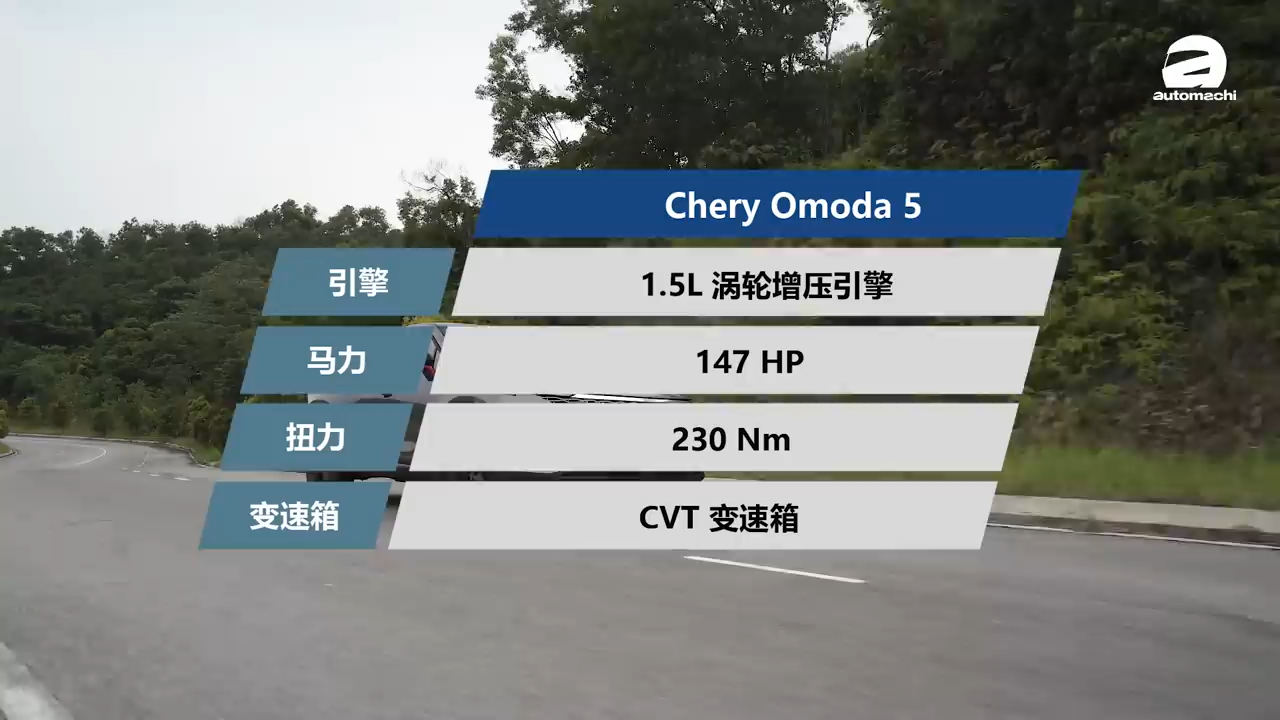 automachi
Chery Omoda 5
引擎 1.5L 涡轮增压引擎
马力 147 HP
扭力 230 Nm
变速箱 CVT 变速箱